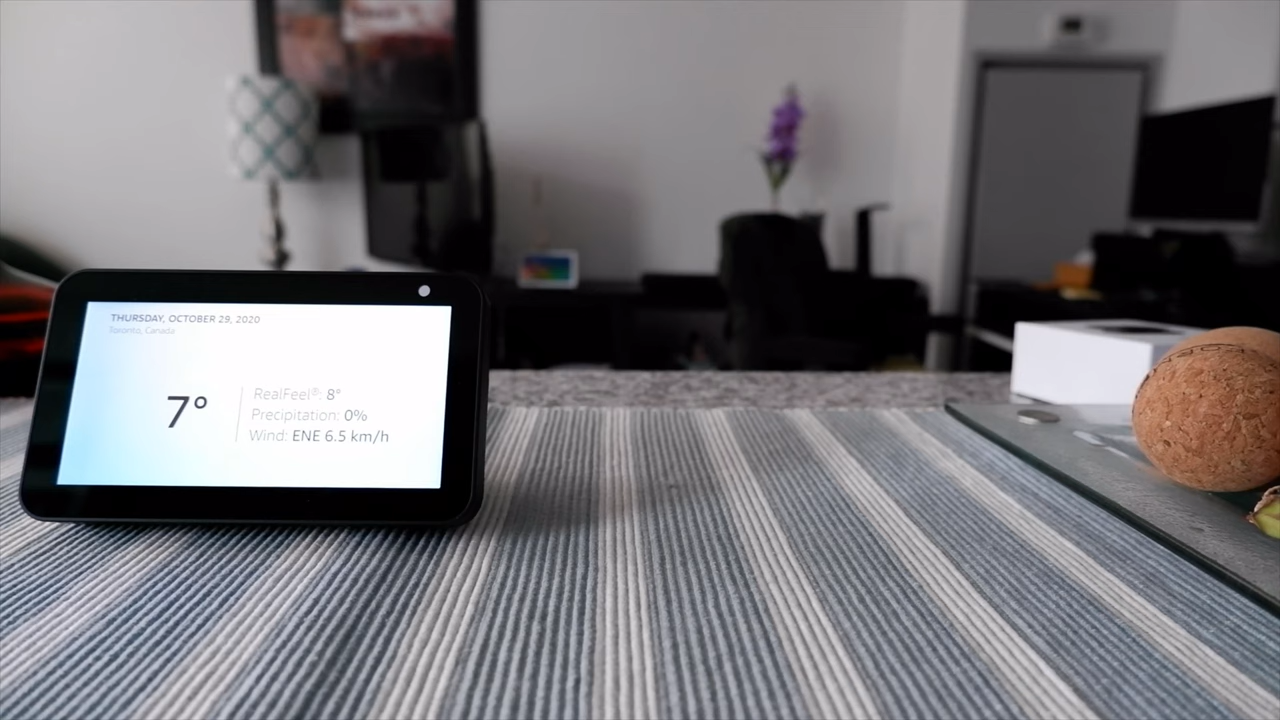 THURSDAY, OCTOBER 29, 2020
Toronto, Canada
7°
RealFeel®: 8°
Precipitation: 0%
Wind: ENE 6.5 km/h